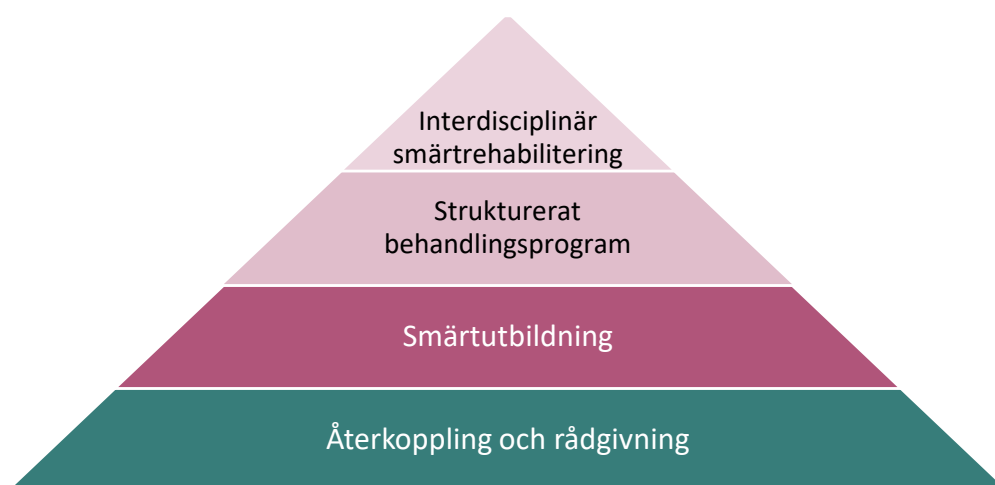 Interdisciplinär
smärtrehabilitering
Strukturerat
behandlingsprogram
Smärtutbildning
Återkoppling och rådgivning